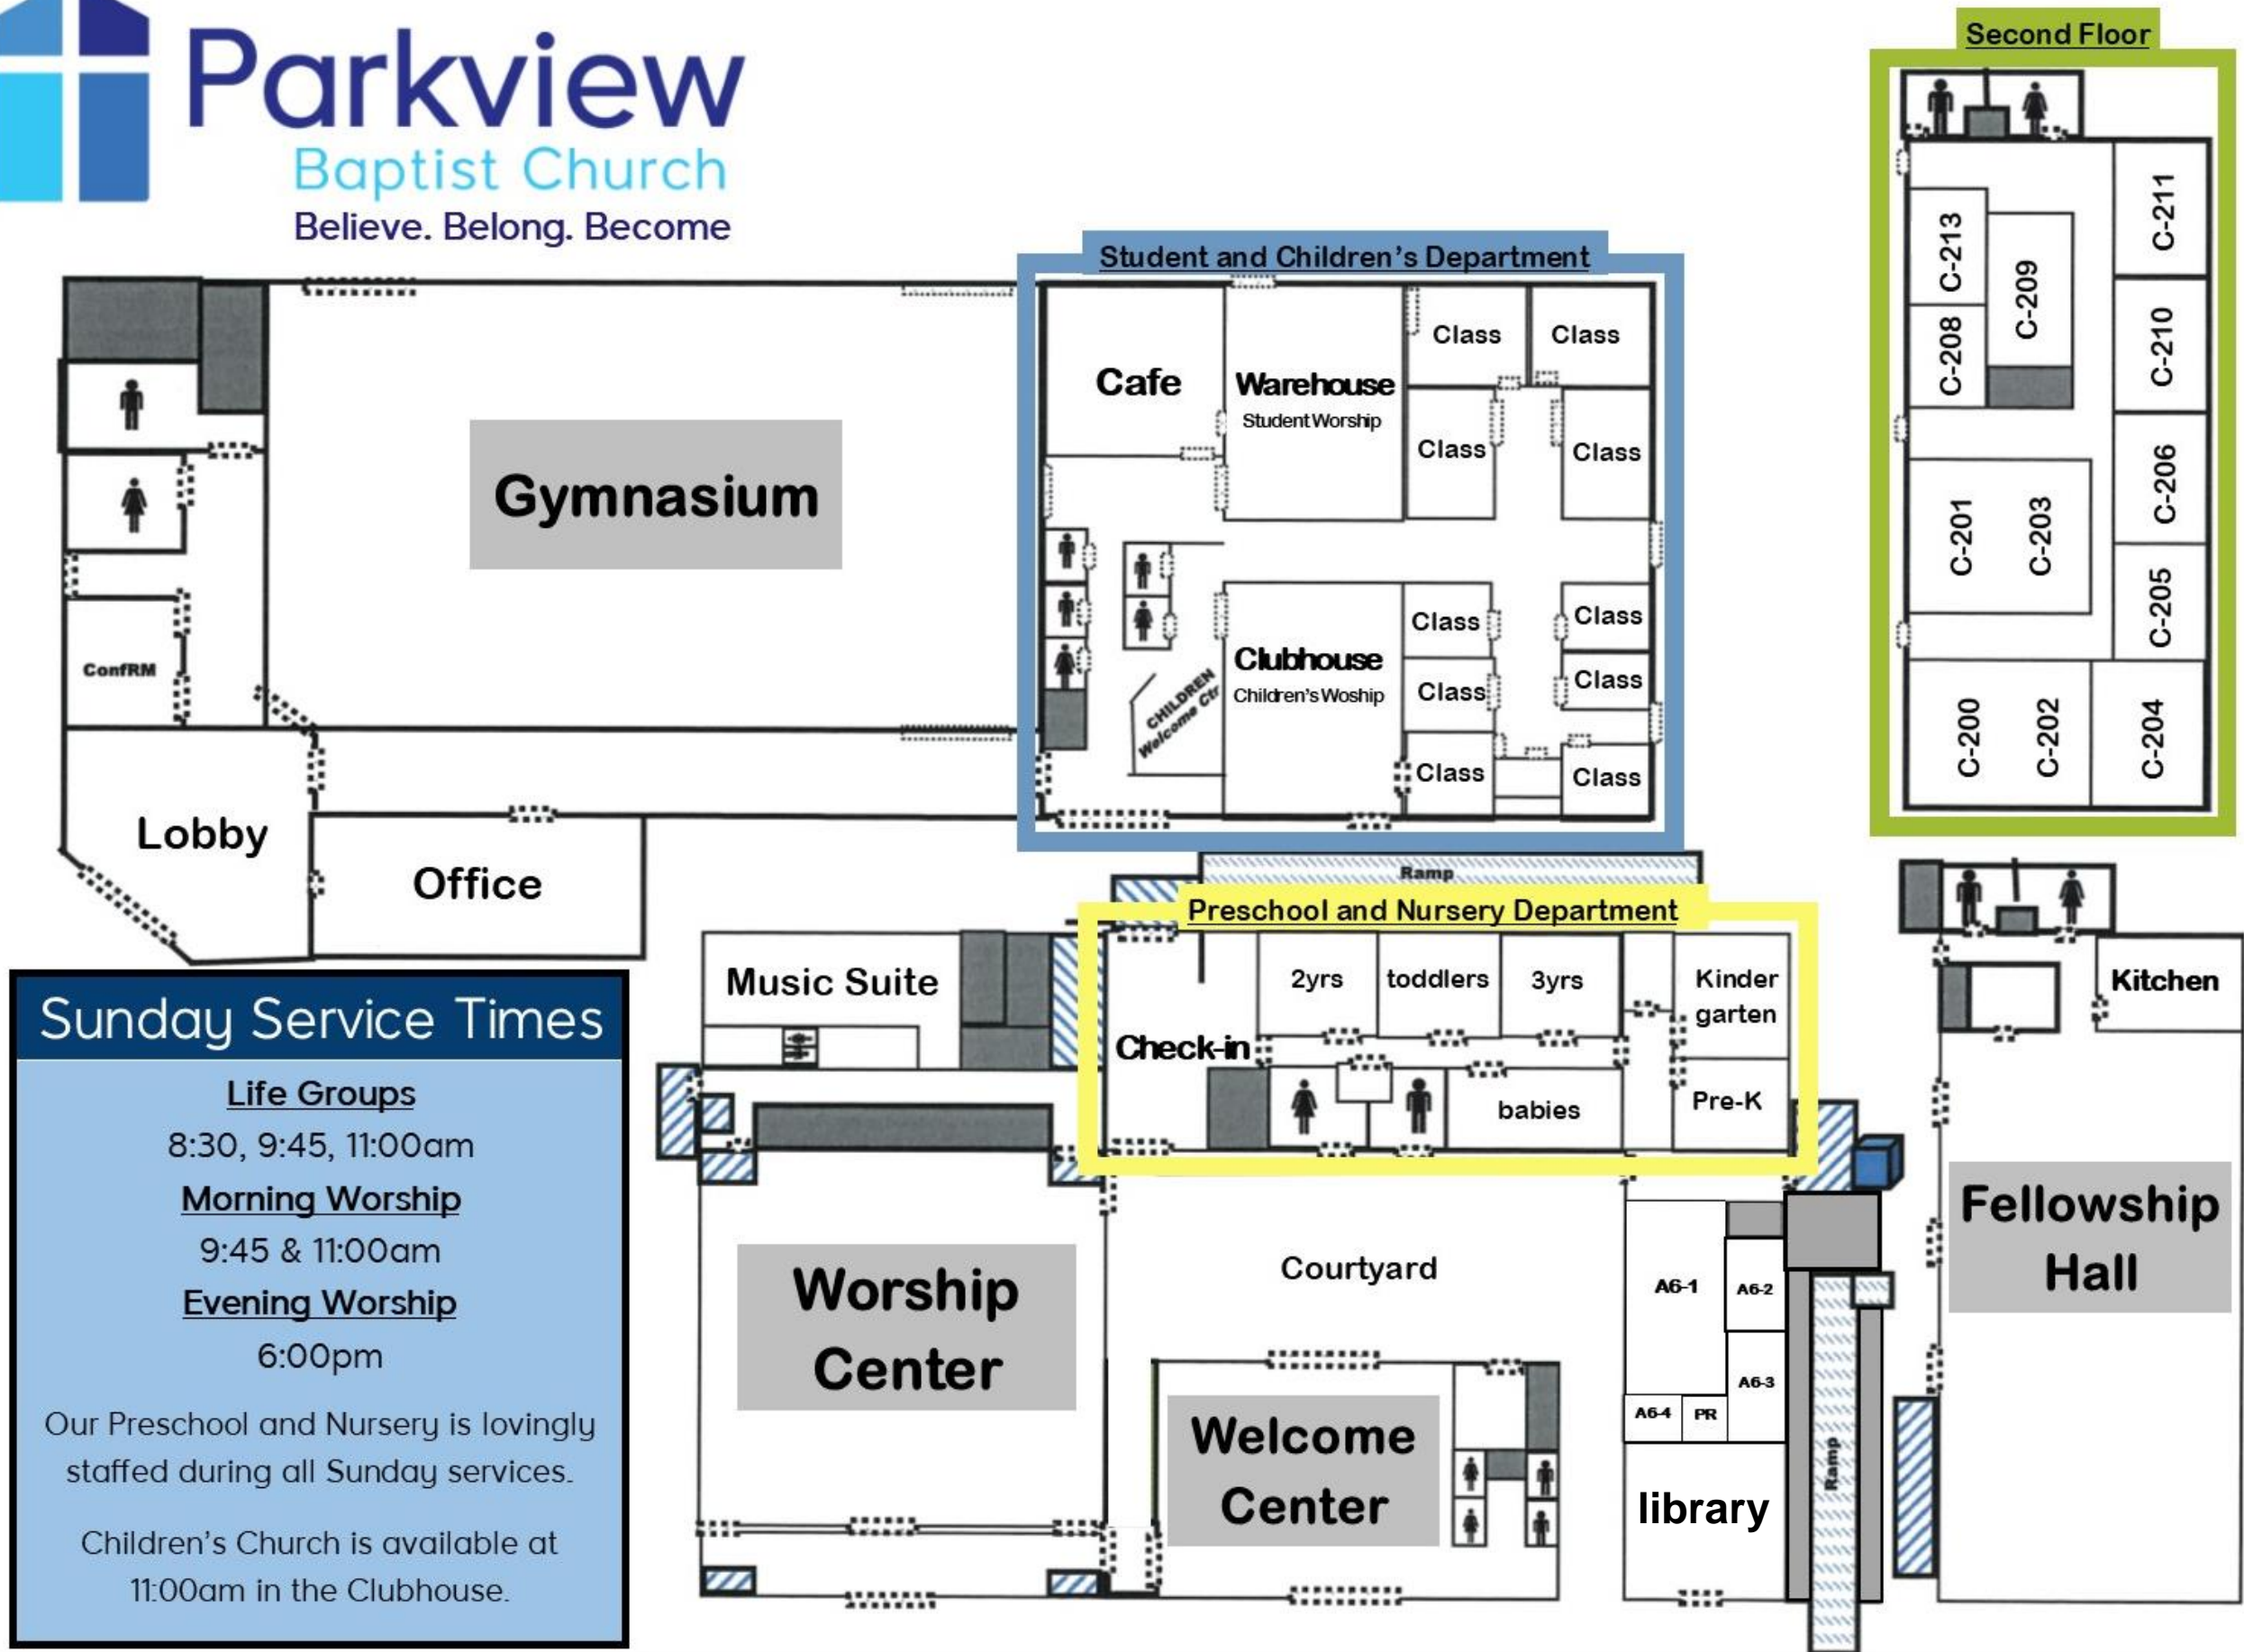 Parkview
Baptist Church
Believe. Belong. Become
Second Floor
C-213
C-208
C-209
C-211
C-210
C-206
C-205
C-201
C-203
C-200
C-202
C-204
Student and Children's Department
Cafe
Warehouse
Student Worship
Class
Class
Class
Class
Clubhouse
Children's Woship
CHILDREN
Welcome Ctr
Class
Class
Class
Class
Class
Class
Gymnasium
ConfRM
Lobby
Office
Ramp
Preschool and Nursery Department
Check-in
2yrs
toddlers
3yrs
Kinder
garten
babies
Pre-K
Music Suite
Kitchen
Fellowship
Hall
Worship
Center
Courtyard
Welcome
Center
A6-1
A6-2
A6-3
A6-4
PR
library
Ramp
Sunday Service Times
Life Groups
8:30, 9:45, 11:00am
Morning Worship
9:45 & 11:00am
Evening Worship
6:00pm
Our Preschool and Nursery is lovingly
staffed during all Sunday services.
Children's Church is available at
11:00am in the Clubhouse.